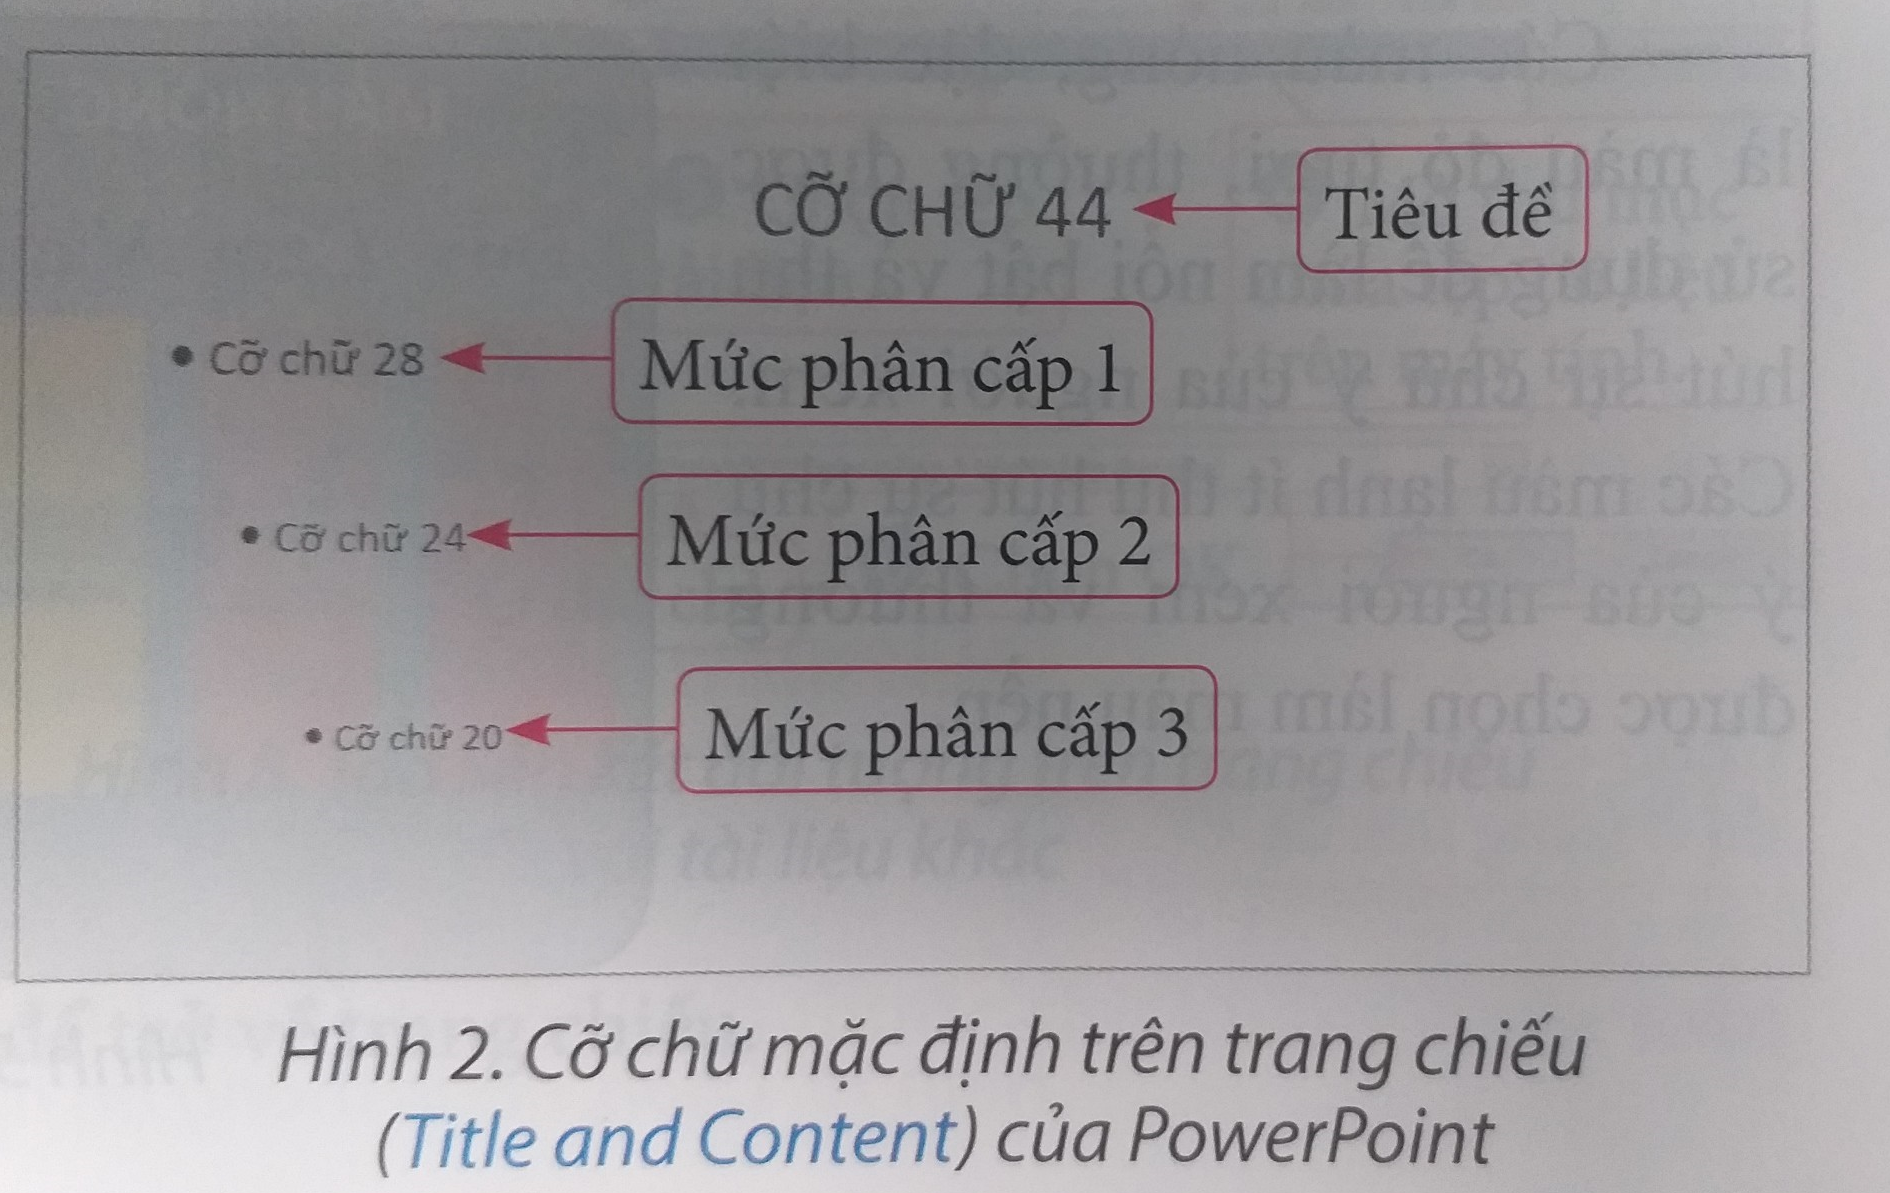 CỠ CHỮ 44 Tiêu đề
• Cỡ chữ 28 Mức phân cấp 1
• Cỡ chữ 24 Mức phân cấp 2
• Cỡ chữ 20 Mức phân cấp 3
Hình 2. Cỡ chữ mặc định trên trang chiếu
(Title and Content) của PowerPoint